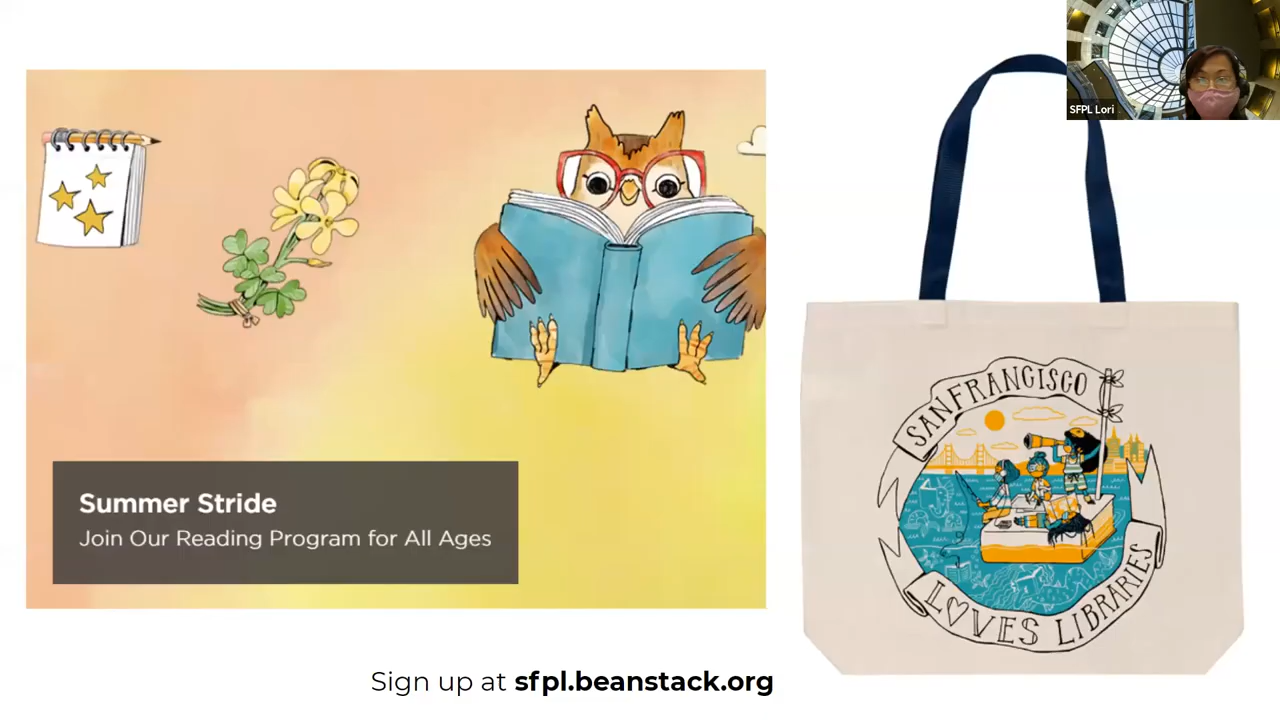 SFPL Lori
SAN FRANCISCO
LOVES LIBRARIES
Summer Stride
Join Our Reading Program for All Ages
Sign up at sfpl.beanstack.org